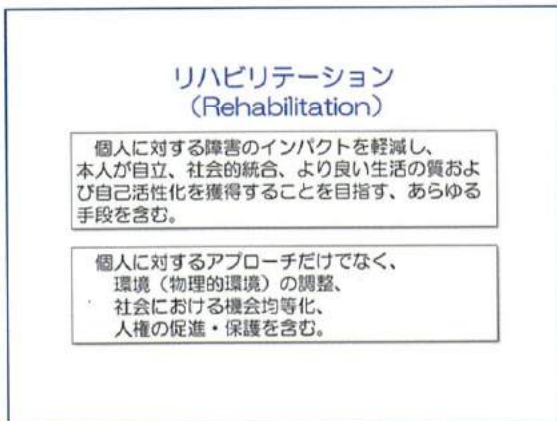 リハビリテーション
（Rehabilitation）
個人に対する障害のインパクトを軽減し、
本人が自立、社会的統合、より良い生活の質およ
び自己活性化を獲得することを目指す、あらゆる
手段を含む。
個人に対するアプローチだけでなく、
環境（物理的環境）の調整、
社会における機会均等化、
人権の促進・保護を含む。